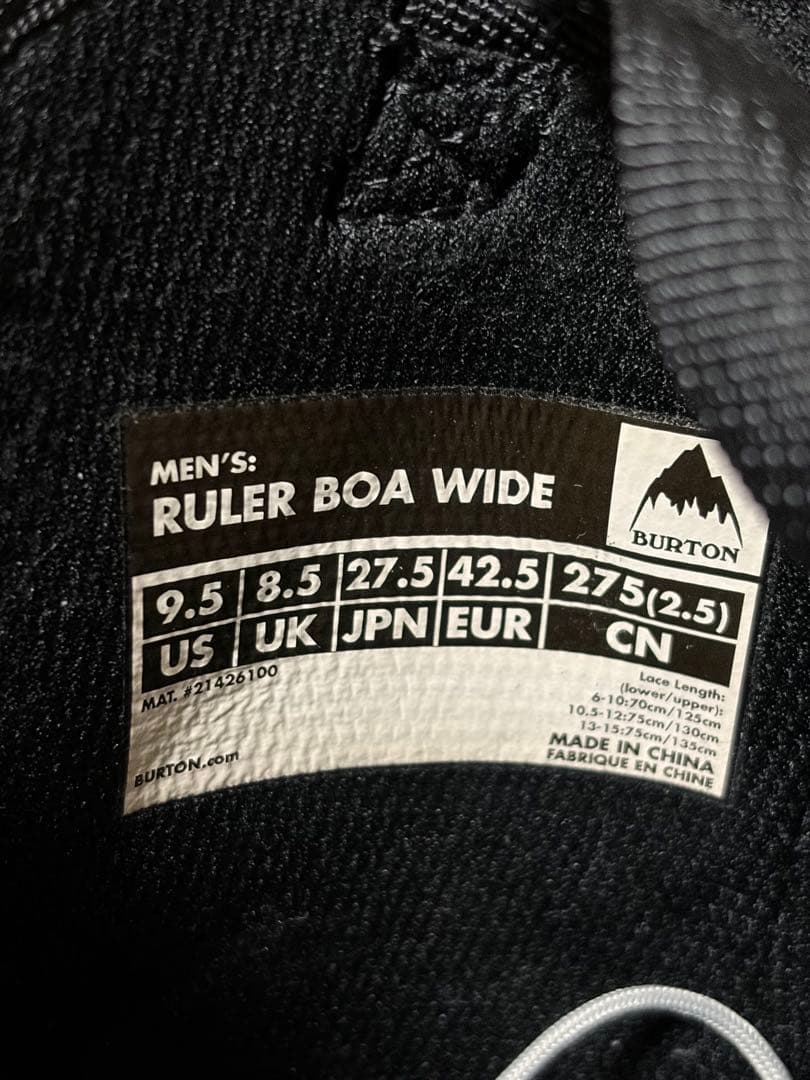 MEN'S:
RULER BOA WIDE
BURTON
9.5 8.5 27.5 42.5 275(2.5)
US UK JPN EUR CN
MAT. #21426100
Lace Length:
(lower/upper):
6-10:70cm/125cm
10.5-12:75cm/130cm
13-15:75cm/135cm
MADE IN CHINA
FABRIQUE EN CHINE
BURTON.com